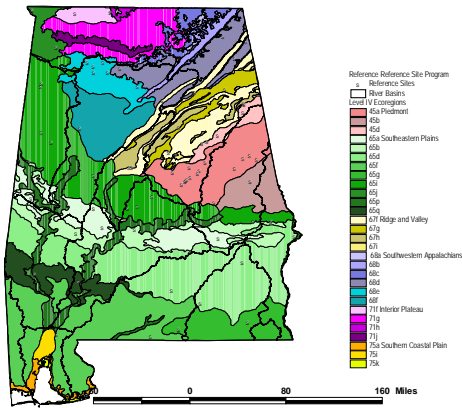 Reference Reference Site Program
s Reference Sites
River Basins
Level IV Ecoregions
45a Piedmont
45b
45d
65a Southeastern Plains
65b
65d
65f
65g
65i
65j
65p
65q
67f Ridge and Valley
67g
67h
67i
68a Southwestern Appalachians
68b
68c
68d
68e
68f
71f Interior Plateau
71g
71h
71j
75a Southern Coastal Plain
75i
75k
80 0 80 160 Miles